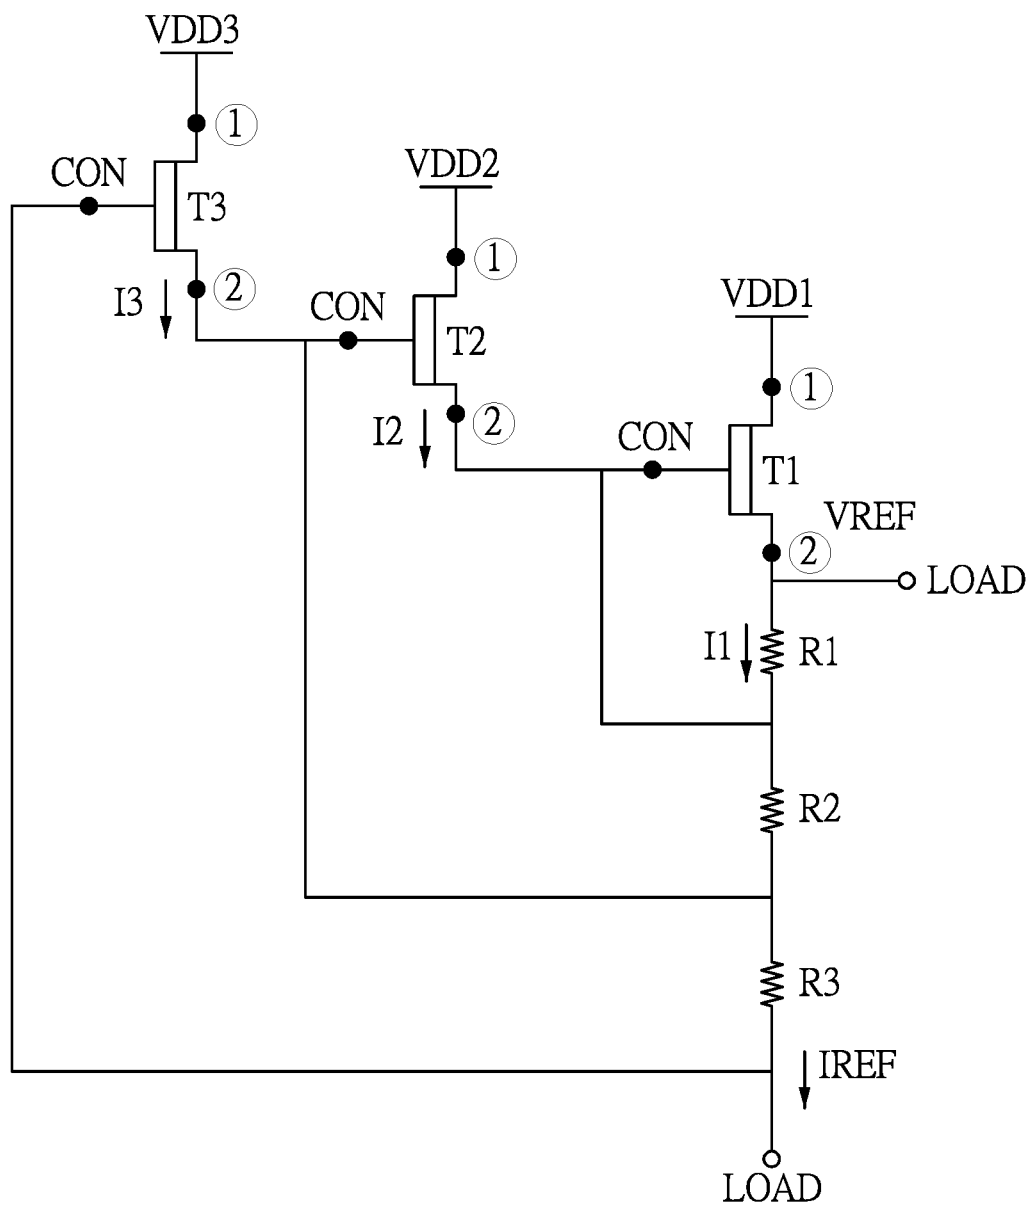 VDD3
①
CON
T3
②
I3
VDD2
①
CON
T2
②
I2
VDD1
①
CON
T1
VREF
②
LOAD
I1
R1
R2
R3
IREF
LOAD